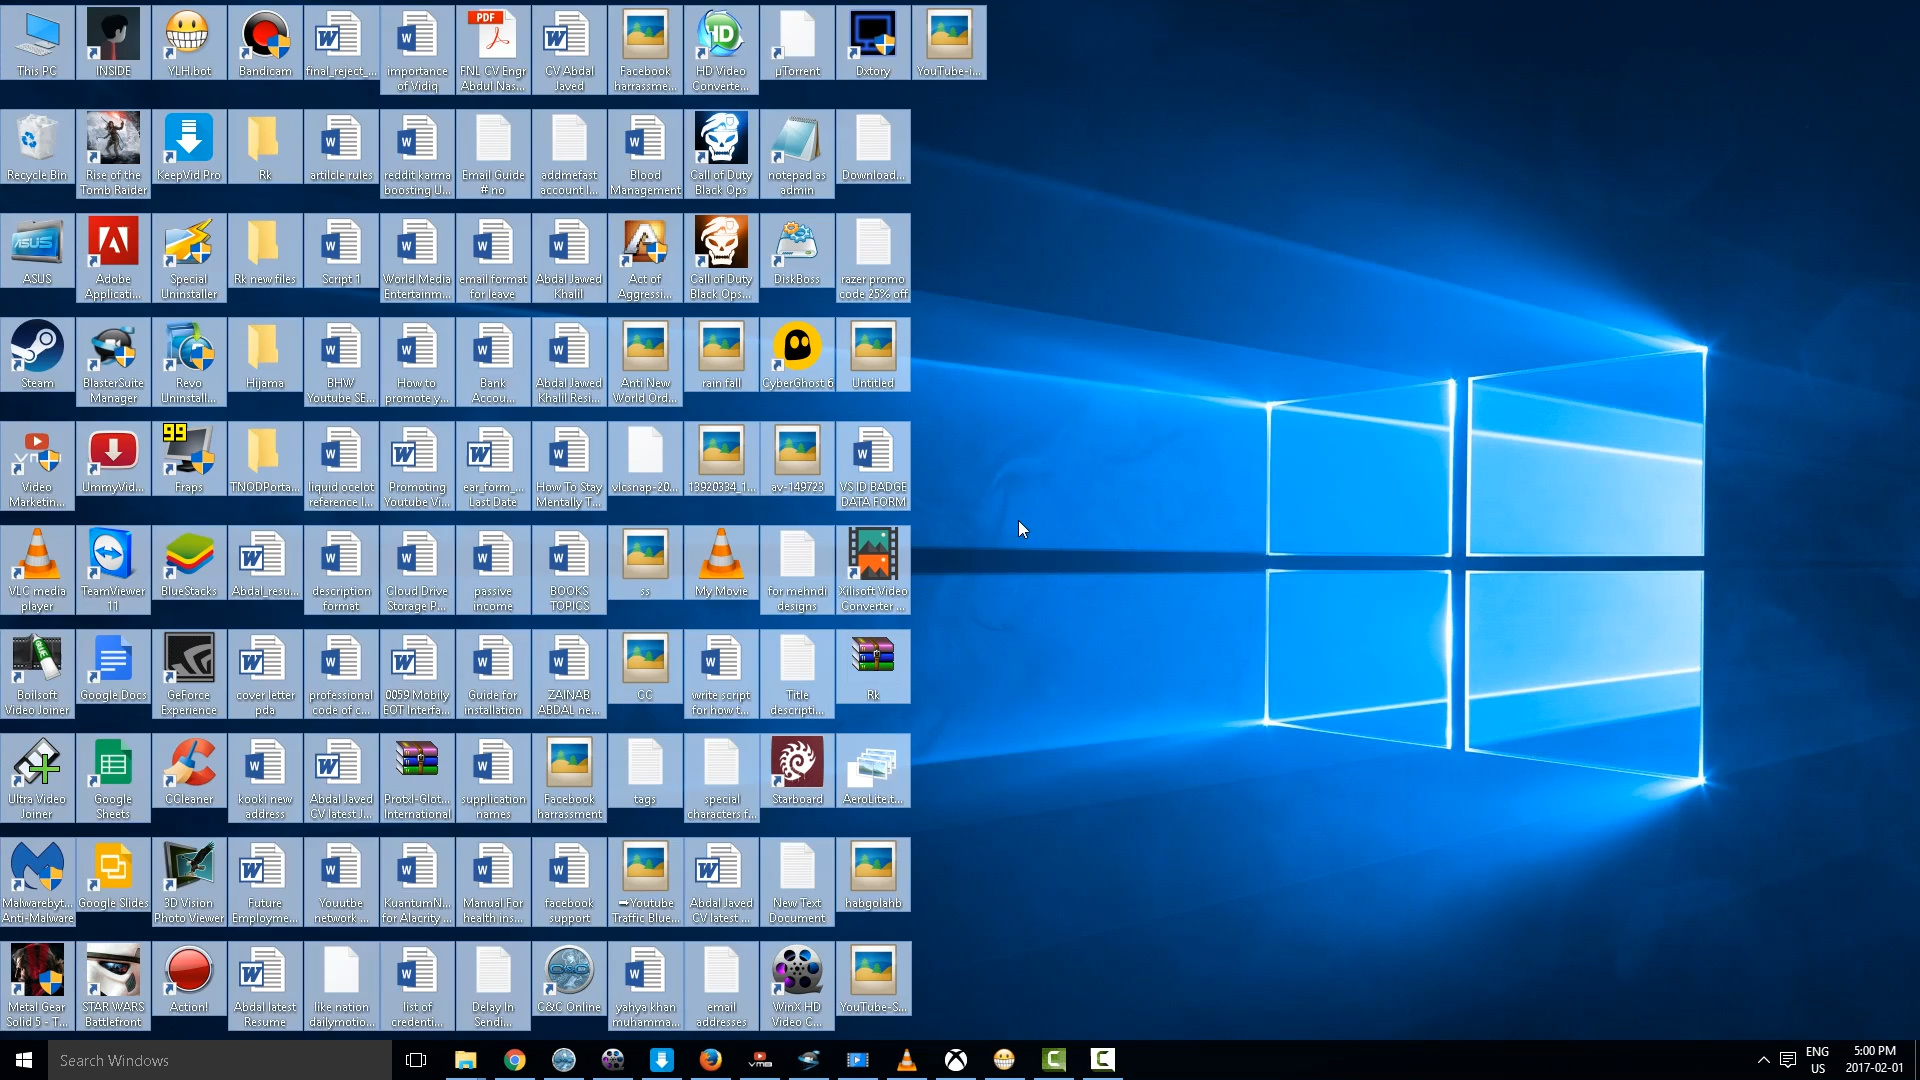 This PC
INSIDE
YLH.bot
Bandicam
final_reject_...
importance
of Vidiq
PDF
FNL CV Engr
Abdul Nas...
CV Abdal
Javed
Facebook
harrassme...
HD
HD Video
Converte...
µTorrent
Dxtory
YouTube-i...
Recycle Bin
Rise of the
Tomb Raider
KeepVid Pro
Rk
artilcle rules
reddit karma
boosting U...
Email Guide
# no
addmefast
account l...
Blood
Management
Call of Duty
Black Ops
notepad as
admin
Download...
ASUS
ASUS
Adobe
Applicati...
Special
Uninstaller
Rk new files
Script 1
World Media
Entertainm...
email format
for leave
Abdal Jawed
Khalil
Act of
Aggressi...
Call of Duty
Black Ops...
DiskBoss
razer promo
code 25% off
Steam
BlasterSuite
Manager
Revo
Uninstall...
Hijama
BHW
Youtube SE...
How to
promote y...
Bank
Accou...
Abdal Jawed
Khalil Resi...
Anti New
World Ord...
rain fall
CyberGhost 6
Untitled
Video
Marketin...
UmmyVid...
99
Fraps
TNODPorta...
liquid ocelot
reference l...
Promoting
Youtube Vi...
ear_form_...
Last Date
How To Stay
Mentally T...
vlcsnap-20...
13920334_1...
av-149723
VS ID BADGE
DATA FORM
VLC media
player
TeamViewer
11
BlueStacks
Abdal_resu...
description
format
Cloud Drive
Storage P...
passive
income
BOOKS
TOPICS
ss
My Movie
for mehndi
designs
Xilisoft Video
Converter ...
Boilsoft
Video Joiner
Google Docs
GeForce
Experience
cover letter
pda
professional
code of c...
0059 Mobily
EOT Interfa...
Guide for
installation
ZAINAB
ABDAL ne...
CC
write script
for how t...
Title
descripti...
Rk
Ultra Video
Joiner
Google
Sheets
CCleaner
kooki new
address
Abdal Javed
CV latest J...
Protxl-Glot...
International
supplication
names
Facebook
harrassment
tags
special
characters f...
Starboard
AeroLite.t...
Malwarebyt...
Anti-Malware
Google Slides
3D Vision
Photo Viewer
Future
Employme...
Yoututbe
network ...
KuantumN...
for Alacrity ...
Manual For
health ins...
facebook
support
➡Youtube
Traffic Blue...
Abdal Javed
CV latest ...
New Text
Document
habgolahb
Metal Gear
Solid 5 - T...
STAR WARS
Battlefront
Action!
Abdal latest
Resume
like nation
dailymotio...
list of
credenti...
Delay In
Sendi...
C&C Online
yahya khan
muhamma...
email
addresses
WinX HD
Video C...
YouTube-S...
Search Windows
ENG
US
5:00 PM
2017-02-01